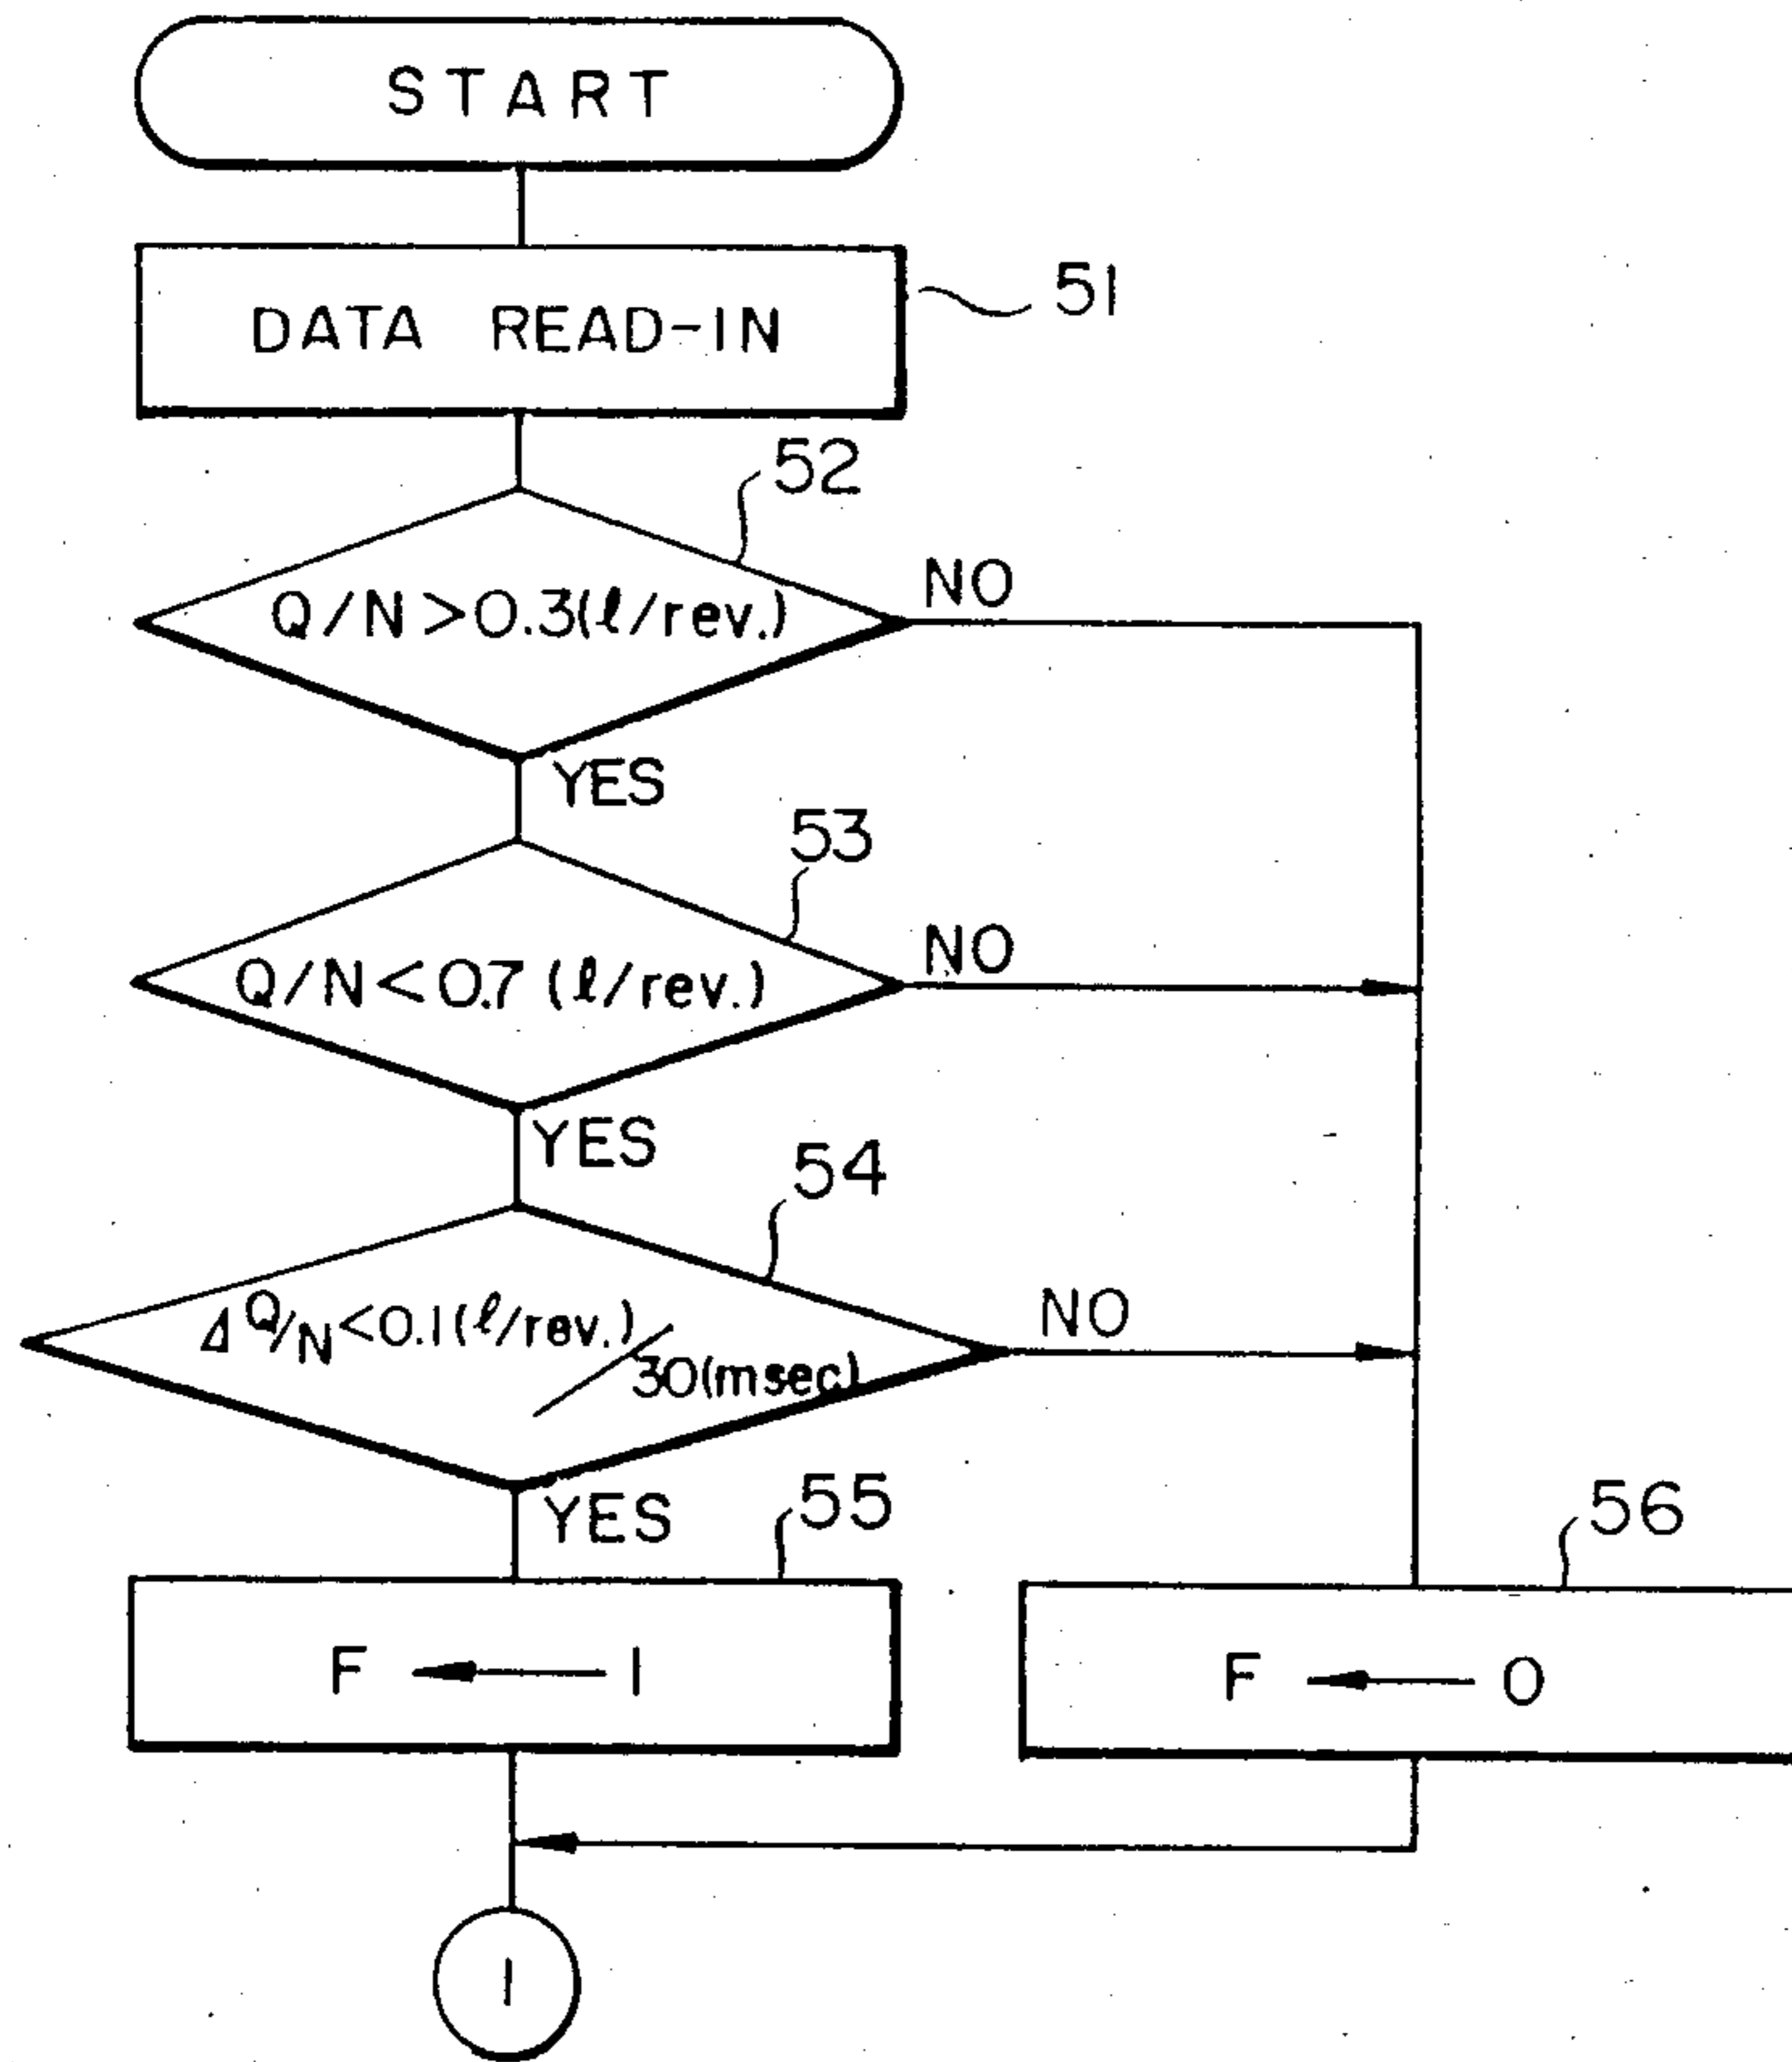 START
DATA READ-IN
51
52
Q/N>0.3(ℓ/rev.)
NO
YES
53
Q/N<0.7(ℓ/rev.)
NO
YES
54
ΔQ/N<0.1(ℓ/rev.)/30(msec)
NO
YES
55
F ← 1
56
F ← 0
1